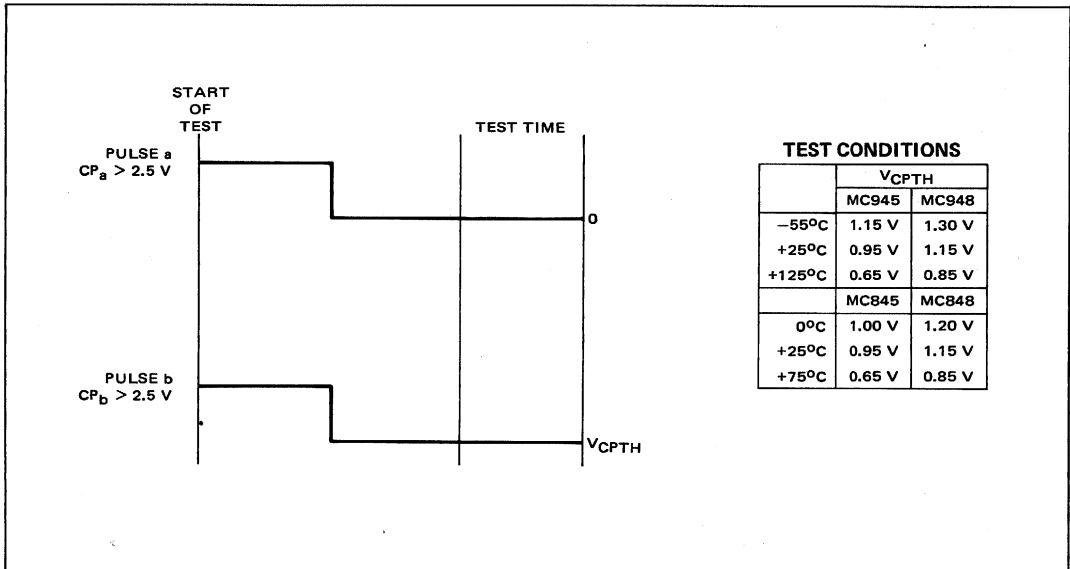 START
OF
TEST
TEST TIME
PULSE a
CPa > 2.5 V
0
PULSE b
CPb > 2.5 V
VCPTH
TEST CONDITIONS
VCPTH
MC945 MC948
−55°C 1.15 V 1.30 V
+25°C 0.95 V 1.15 V
+125°C 0.65 V 0.85 V
MC845 MC848
0°C 1.00 V 1.20 V
+25°C 0.95 V 1.15 V
+75°C 0.65 V 0.85 V